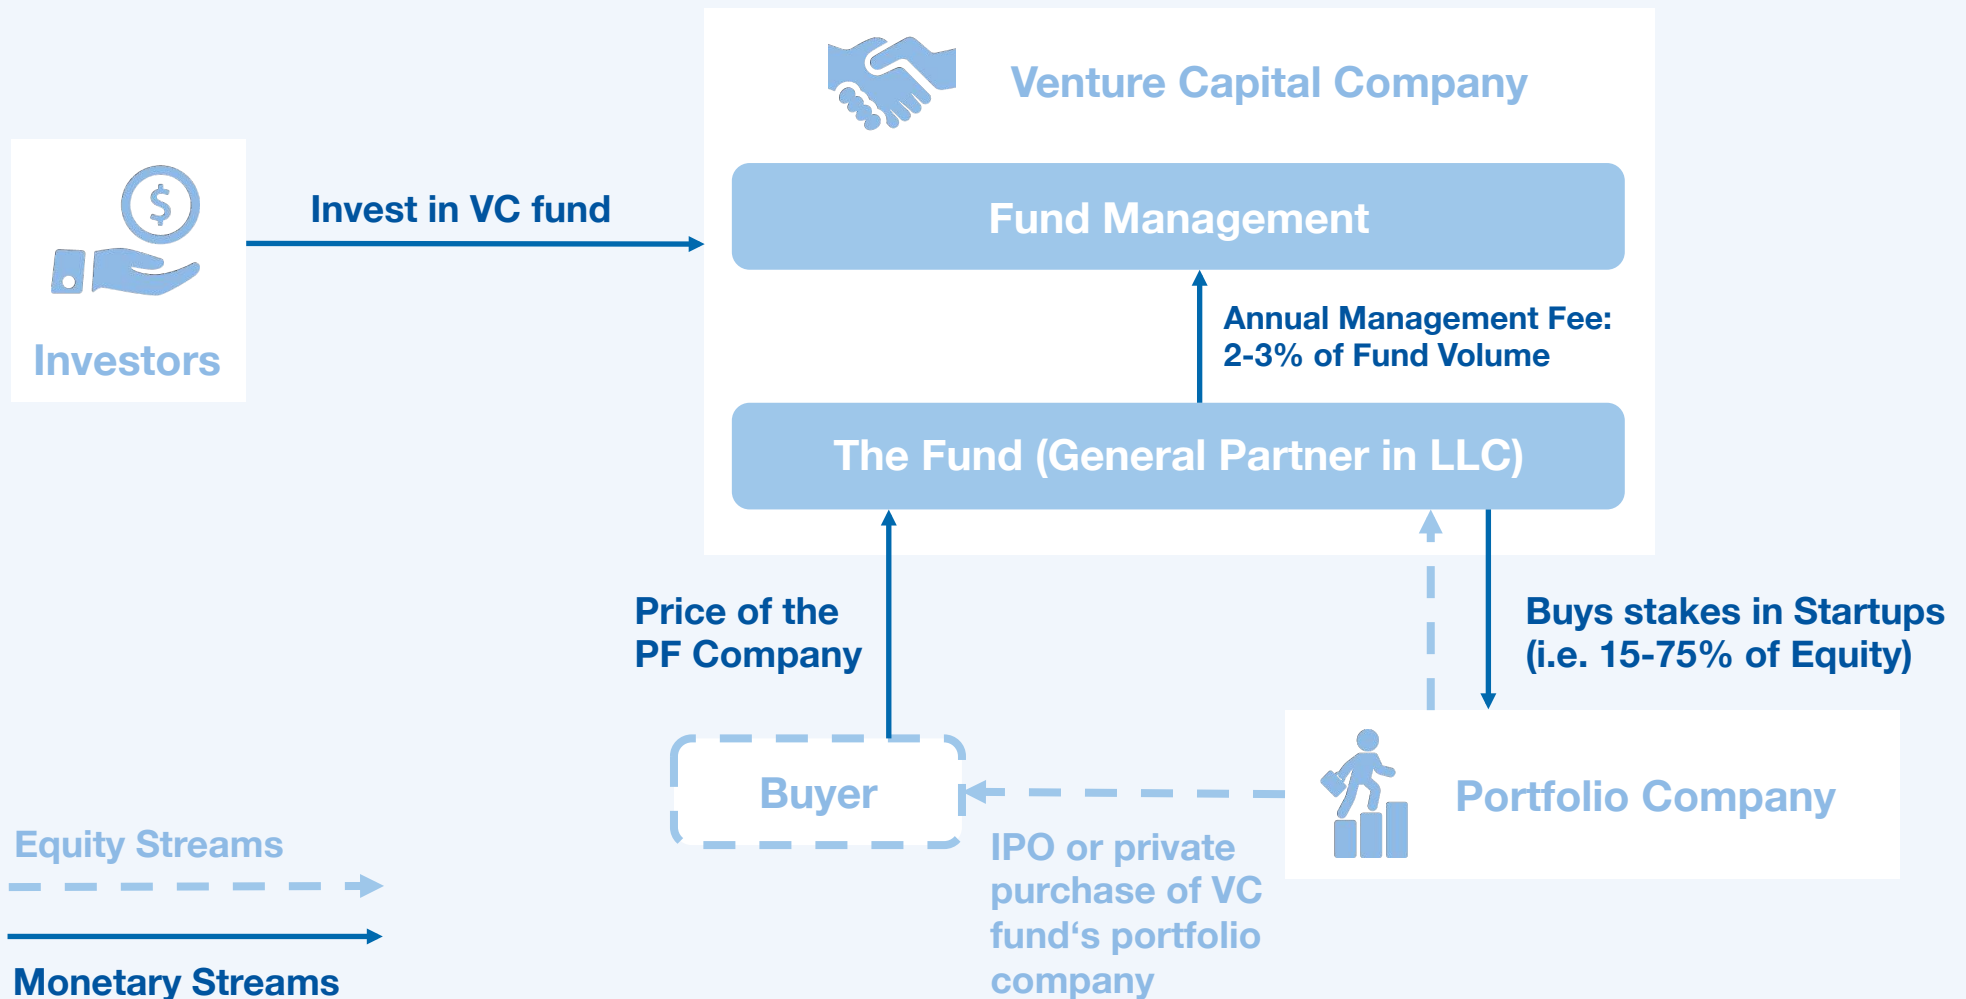 Venture Capital Company
Fund Management
Invest in VC fund
$
Investors
Annual Management Fee:
2-3% of Fund Volume
The Fund (General Partner in LLC)
Price of the
PF Company
Buys stakes in Startups
(i.e. 15-75% of Equity)
Buyer
Portfolio Company
IPO or private
purchase of VC
fund‘s portfolio
company
Equity Streams
Monetary Streams